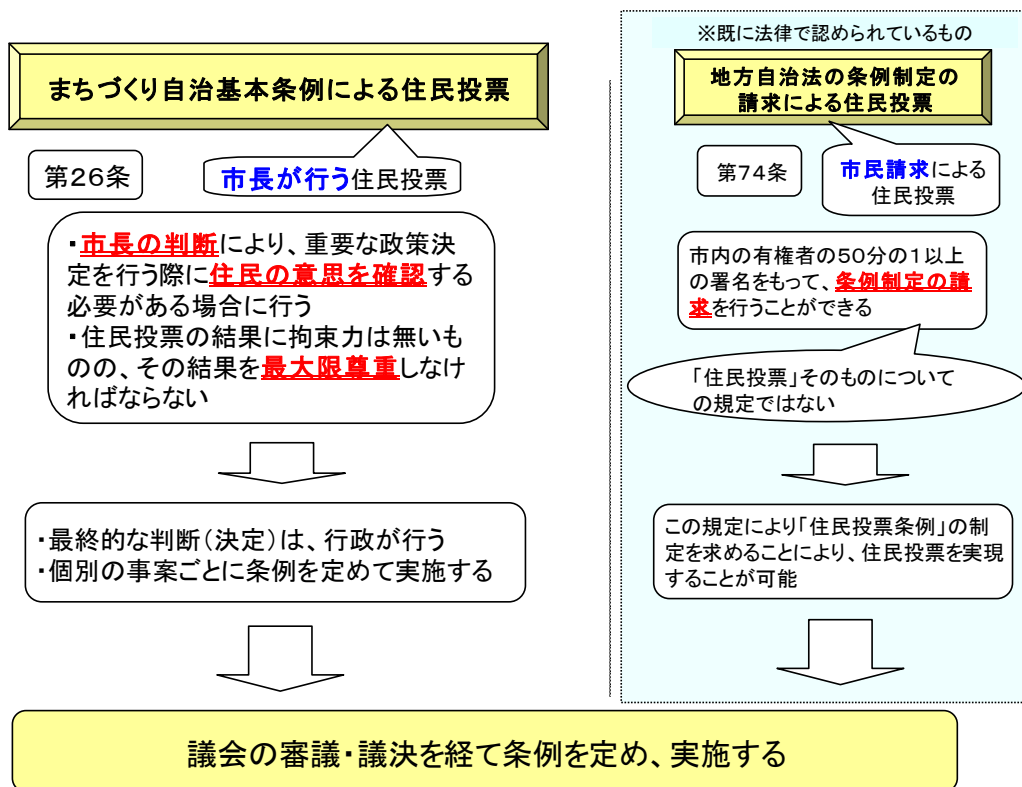 まちづくり自治基本条例による住民投票
第26条
市長が行う住民投票
・市長の判断により、重要な政策決
定を行う際に住民の意思を確認する
必要がある場合に行う
・住民投票の結果に拘束力は無いも
のの、その結果を最大限尊重しなけ
ればならない
・最終的な判断（決定）は、行政が行う
・個別の事案ごとに条例を定めて実施する
※既に法律で認められているもの
地方自治法の条例制定の
請求による住民投票
第74条
市民請求による
住民投票
市内の有権者の50分の1以上
の署名をもって、条例制定の請
求を行うことができる
「住民投票」そのものについて
の規定ではない
この規定により「住民投票条例」の制
定を求めることにより、住民投票を実現
することが可能
議会の審議・議決を経て条例を定め、実施する